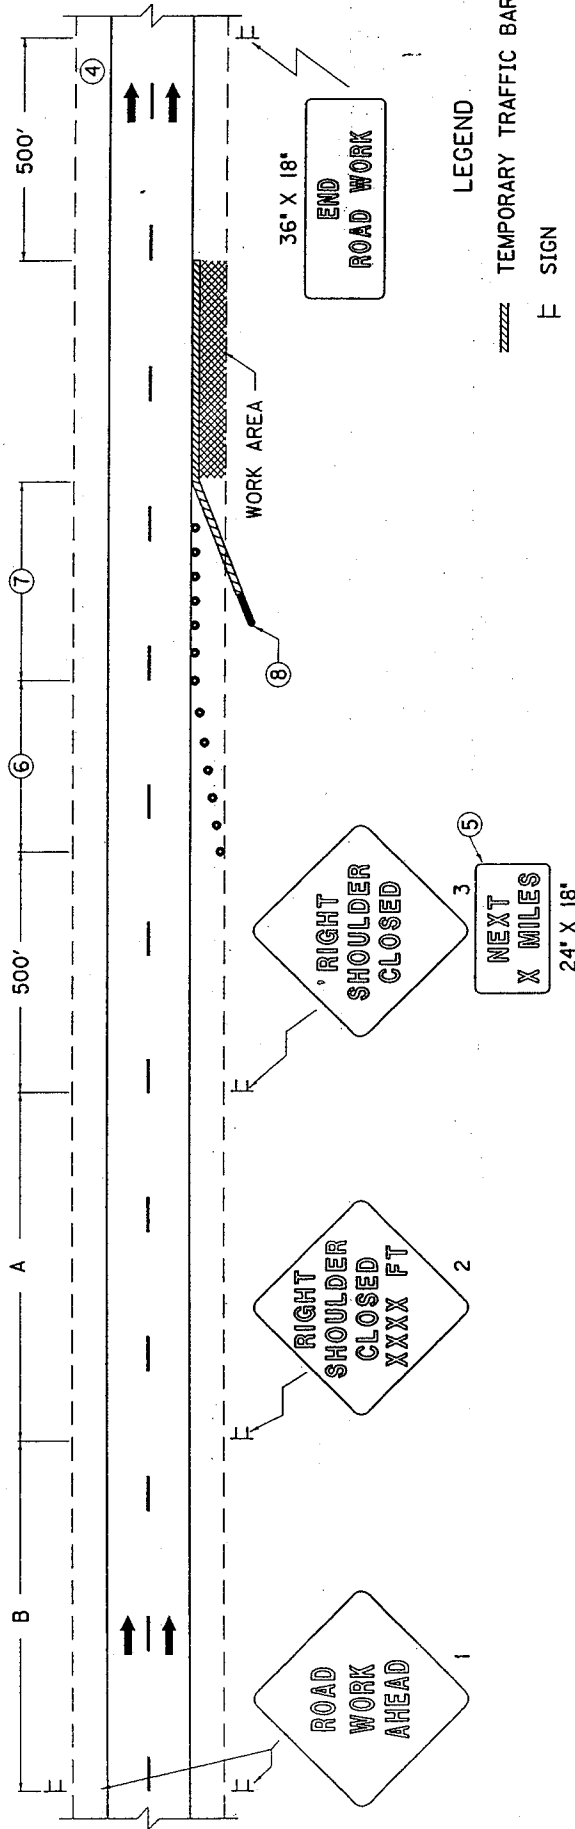 B
A
500'
⑥
⑦
500'
④
ROAD
WORK
AHEAD
1
RIGHT
SHOULDER
CLOSED
XXXX FT
2
RIGHT
SHOULDER
CLOSED
3
⑤
NEXT
X MILES
24" X 18"
⑧
WORK AREA
36" X 18"
END
ROAD WORK
LEGEND
TEMPORARY TRAFFIC BAR
SIGN